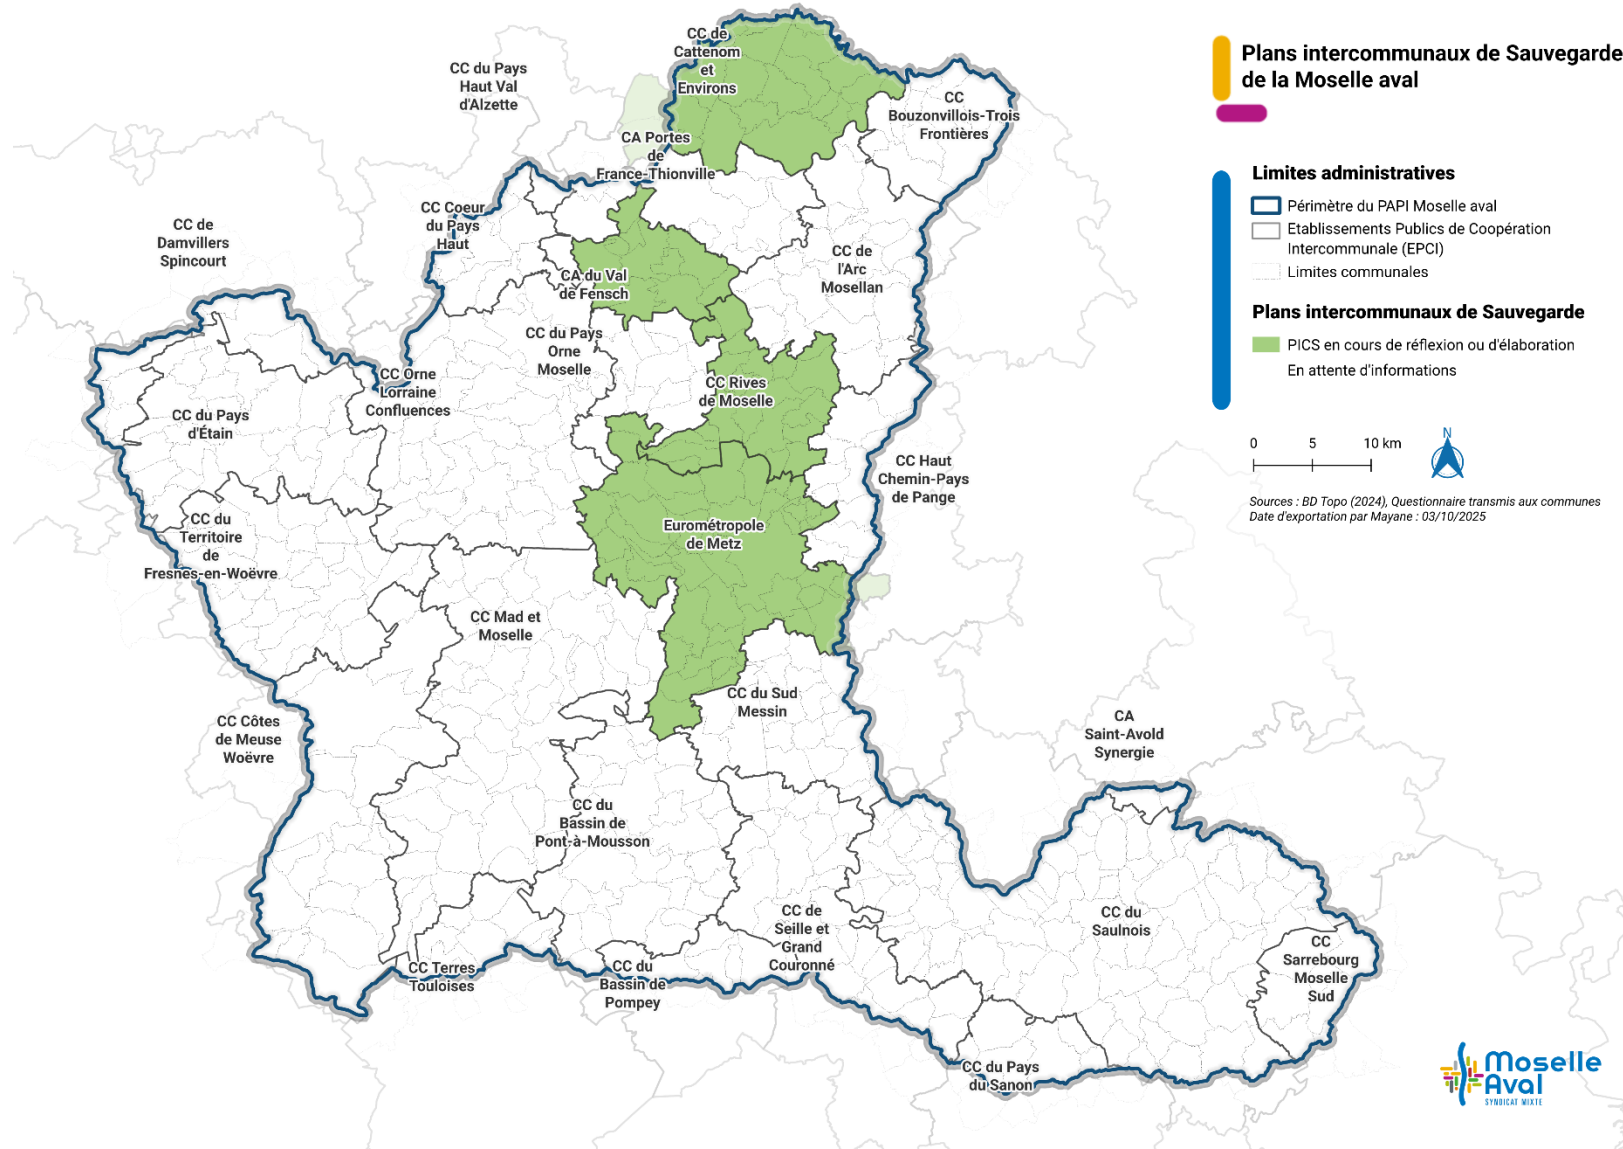 Plans intercommunaux de Sauvegarde
de la Moselle aval
Limites administratives
Périmètre du PAPI Moselle aval
Etablissements Publics de Coopération
Intercommunale (EPCI)
Limites communales
Plans intercommunaux de Sauvegarde
PICS en cours de réflexion ou d'élaboration
En attente d'informations
0 5 10 km
N
Sources : BD Topo (2024), Questionnaire transmis aux communes
Date d'exportation par Mayane : 03/10/2025
CC de
Cattenom
et
Environs
CC du Pays
Haut Val
d'Alzette
CC
Bouzonvillois-Trois
Frontières
CA Portes
de
France-Thionville
CC Coeur
du Pays
Haut
CC de
Damvillers
Spincourt
CC de
l'Arc
Mosellan
CA du Val
de Fensch
CC du Pays
Orne
Moselle
CC Orne
Lorraine
Confluences
CC Rives
de Moselle
CC du Pays
d'Étain
CC Haut
Chemin-Pays
de Pange
CC du
Territoire
de
Fresnes-en-Woëvre
Eurométropole
de Metz
CC Mad et
Moselle
CC du Sud
Messin
CC Côtes
de Meuse
Woëvre
CA
Saint-Avold
Synergie
CC du
Bassin de
Pont-à-Mousson
CC de
Seille et
Grand
Couronné
CC du
Saulnois
CC
Sarrebourg
Moselle
Sud
CC Terres
Touloises
CC du
Bassin de
Pompey
CC du Pays
du Sanon
Moselle
Aval
SYNDICAT MIXTE